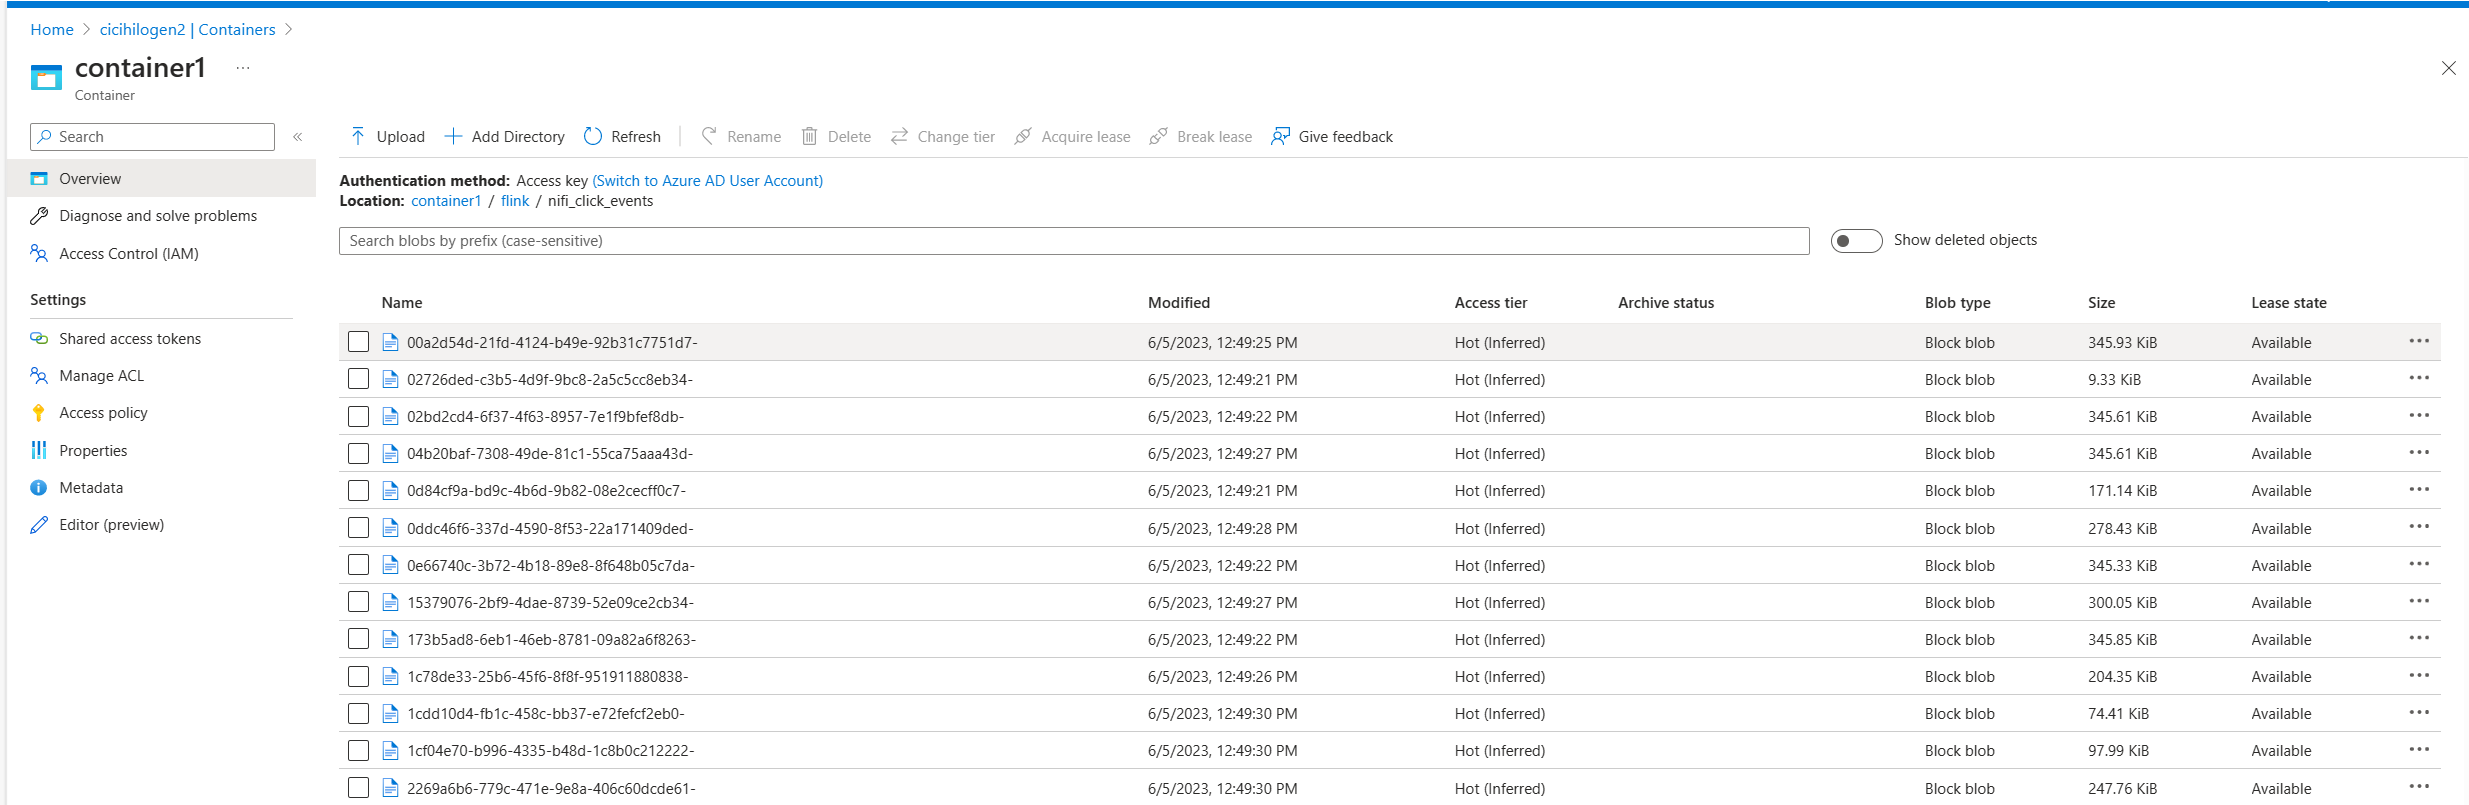 Home > cicihilogen2 | Containers >
container1 ...
Container
Search «
Upload Add Directory Refresh Rename Delete Change tier Acquire lease Break lease Give feedback
Overview
Diagnose and solve problems
Access Control (IAM)
Settings
Shared access tokens
Manage ACL
Access policy
Properties
Metadata
Editor (preview)
Authentication method: Access key (Switch to Azure AD User Account)
Location: container1 / flink / nifi_click_events
Search blobs by prefix (case-sensitive) Show deleted objects
Name Modified Access tier Archive status Blob type Size Lease state
00a2d54d-21fd-4124-b49e-92b31c7751d7- 6/5/2023, 12:49:25 PM Hot (Inferred) Block blob 345.93 KiB Available ...
02726ded-c3b5-4d9f-9bc8-2a5c5cc8eb34- 6/5/2023, 12:49:21 PM Hot (Inferred) Block blob 9.33 KiB Available ...
02bd2cd4-6f37-4f63-8957-7e1f9bfef8db- 6/5/2023, 12:49:22 PM Hot (Inferred) Block blob 345.61 KiB Available ...
04b20baf-7308-49de-81c1-55ca75aaa43d- 6/5/2023, 12:49:27 PM Hot (Inferred) Block blob 345.61 KiB Available ...
0d84cf9a-bd9c-4b6d-9b82-08e2cecff0c7- 6/5/2023, 12:49:21 PM Hot (Inferred) Block blob 171.14 KiB Available ...
0ddc46f6-337d-4590-8f53-22a171409ded- 6/5/2023, 12:49:28 PM Hot (Inferred) Block blob 278.43 KiB Available ...
0e66740c-3b72-4b18-89e8-8f648b05c7da- 6/5/2023, 12:49:22 PM Hot (Inferred) Block blob 345.33 KiB Available ...
15379076-2bf9-4dae-8739-52e09ce2cb34- 6/5/2023, 12:49:27 PM Hot (Inferred) Block blob 300.05 KiB Available ...
173b5ad8-6eb1-46eb-8781-09a82a6f8263- 6/5/2023, 12:49:22 PM Hot (Inferred) Block blob 345.85 KiB Available ...
1c78de33-25b6-45f6-8f8f-951911880838- 6/5/2023, 12:49:26 PM Hot (Inferred) Block blob 204.35 KiB Available ...
1cdd10d4-fb1c-458c-bb37-e72fefcf2eb0- 6/5/2023, 12:49:30 PM Hot (Inferred) Block blob 74.41 KiB Available ...
1cf04e70-b996-4335-b48d-1c8b0c212222- 6/5/2023, 12:49:30 PM Hot (Inferred) Block blob 97.99 KiB Available ...
2269a6b6-779c-471e-9e8a-406c60dcde61- 6/5/2023, 12:49:30 PM Hot (Inferred) Block blob 247.76 KiB Available ...